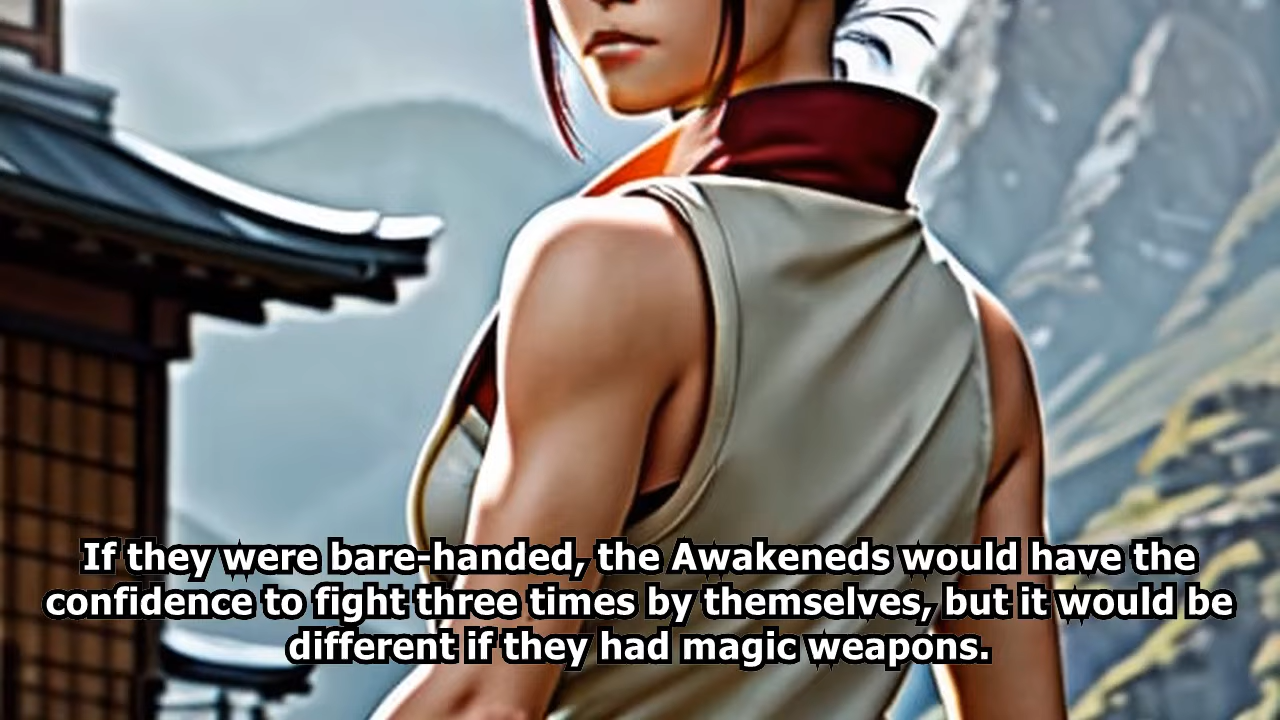 If they were bare-handed, the Awakeneds would have the
confidence to fight three times by themselves, but it would be
different if they had magic weapons.